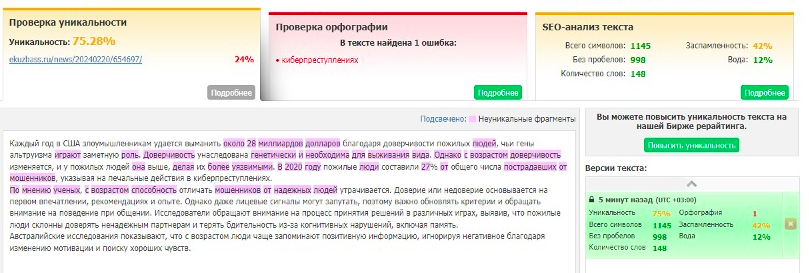 Проверка уникальности
Уникальность: 75.28%
ekuzbass.ru/news/20240220/654697/ 24%
Подробнее
Проверка орфографии
В тексте найдена 1 ошибка:
• киберпреступлениях
Подробнее
SEO-анализ текста
Всего символов: 1145 Заспамленность: 42%
Без пробелов: 998 Вода: 12%
Количество слов: 148
Подробнее
Подсвечено: Неуникальные фрагменты
Каждый год в США злоумышленникам удается выманить около 28 миллиардов долларов благодаря доверчивости пожилых людей, чьи гены
альтруизма играют заметную роль. Доверчивость унаследована генетически и необходима для выживания вида. Однако с возрастом доверчивость
изменяется, и у пожилых людей она выше, делая их более уязвимыми. В 2020 году пожилые люди составили 27% от общего числа пострадавших от
мошенников, указывая на печальные действия в киберпреступлениях.
По мнению ученых, с возрастом способность отличать мошенников от надежных людей утрачивается. Доверие или недоверие основывается на
первом впечатлении, рекомендациях и опыте. Однако даже лицевые сигналы могут запутать, поэтому важно обновлять критерии и обращать
внимание на поведение при общении. Исследователи обращают внимание на процесс принятия решений в различных играх, выявив, что пожилые
люди склонны доверять ненадежным партнерам и терять бдительность из-за когнитивных нарушений, включая память.
Австралийские исследования показывают, что с возрастом люди чаще запоминают позитивную информацию, игнорируя негативное благодаря
изменению мотивации и поиску хороших чувств.
Вы можете повысить уникальность текста на
нашей Бирже рерайтинга.
Повысить уникальность
Версии текста:
5 минут назад (UTC +03:00)
Уникальность 75% Орфография 1
Всего символов 1145 Заспамленность 42%
Без пробелов 998 Вода 12%
Количество слов 148